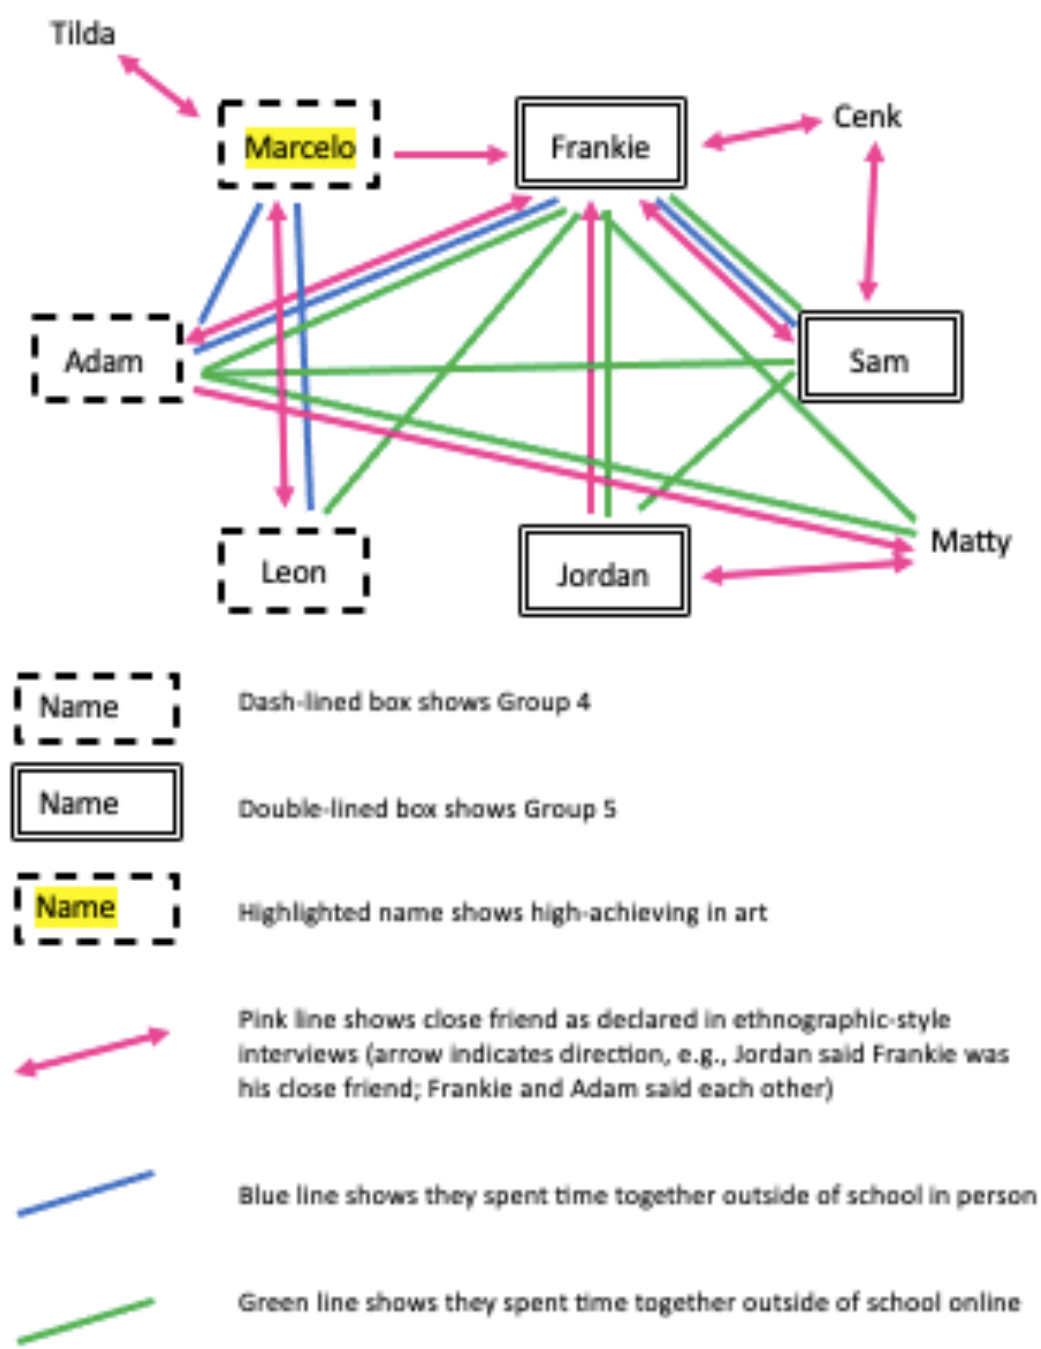 Tilda
Marcelo
Frankie
Cenk
Adam
Sam
Leon
Jordan
Matty
Name
Dash-lined box shows Group 4
Name
Double-lined box shows Group 5
Name
Highlighted name shows high-achieving in art
Pink line shows close friend as declared in ethnographic-style
interviews (arrow indicates direction, e.g., Jordan said Frankie was
his close friend; Frankie and Adam said each other)
Blue line shows they spent time together outside of school in person
Green line shows they spent time together outside of school online